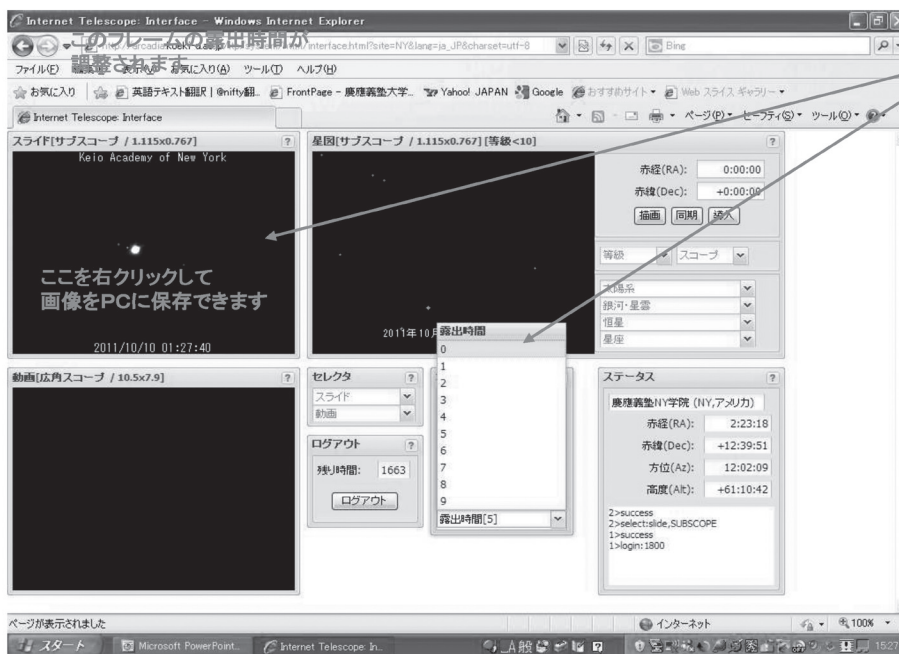 Internet Telescope: Interface - Windows Internet Explorer
このフレームの露出時間が
調整されます
/interface.html?site=NY&lang=ja_JP&charset=utf-8
Bing
ファイル(F)
お気に入り(A) ツール(T) ヘルプ(H)
お気に入り 英語テキスト翻訳 | @nifty翻... FrontPage - 慶應義塾大学... Yahoo! JAPAN Google おすすめサイト Web スライス ギャラリー
Internet Telescope: Interface
ページ(P) セーフティ(S) ツール(O)
スライド[サブスコープ / 1.115x0.767] ?
Keio Academy of New York
ここを右クリックして
画像をPCに保存できます
2011/10/10 01:27:40
星図[サブスコープ / 1.115x0.767] [等級<10] ?
2011年10月
赤経(RA): 0:00:00
赤緯(Dec): +0:00:00
描画 同期 導入
等級 スコープ
太陽系
銀河・星雲
恒星
星座
動画[広角スコープ / 10.5x7.9] ?
セレクタ ?
スライド
動画
ログアウト ?
残り時間: 1663
ログアウト
露出時間
0
1
2
3
4
5
6
7
8
9
露出時間[5]
ステータス ?
慶應義塾NY学院 (NY,アメリカ)
赤経(RA): 2:23:18
赤緯(Dec): +12:39:51
方位(Az): 12:02:09
高度(Alt): +61:10:42
2>success
2>select:slide,SUBSCOPE
1>success
1>login:1800
ページが表示されました
インターネット
100%
スタート Microsoft PowerPoint... Internet Telescope: In...
A 般
15:27